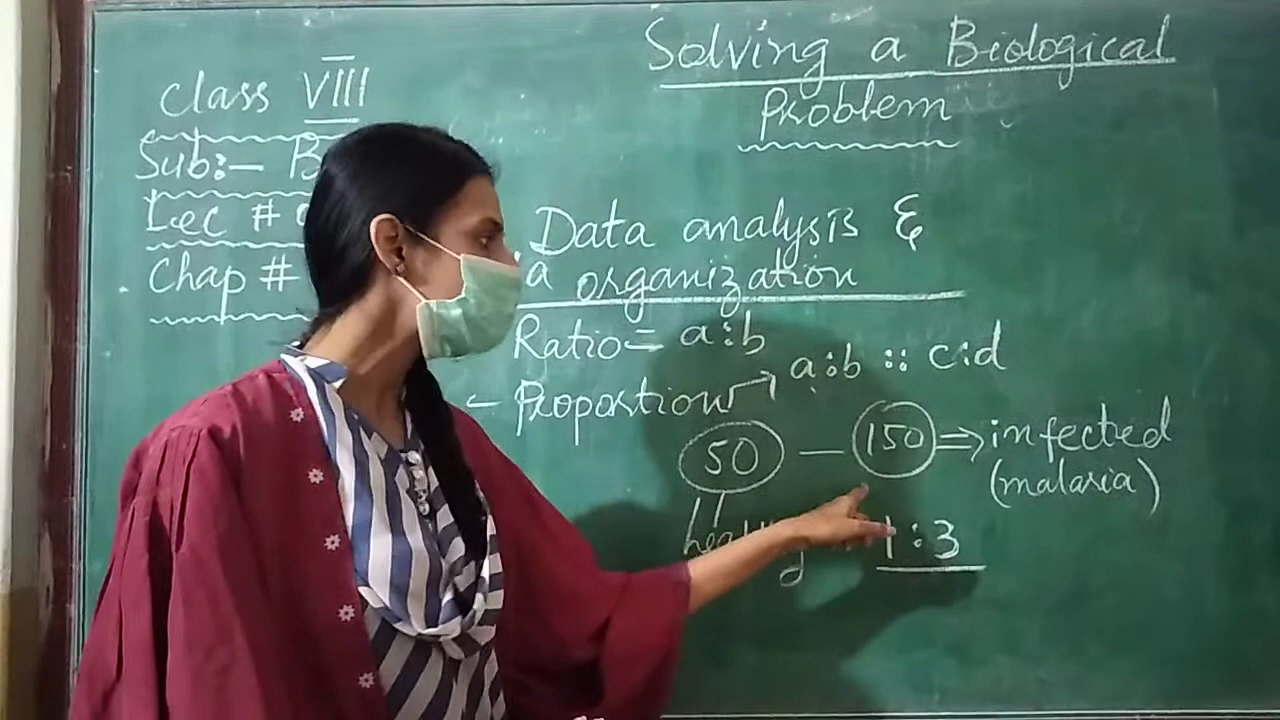 Class VIII
Sub:- B
Lec #
Chap #
Solving a Biological
Problem
Data analysis &
a organization
Ratio = a:b
Proportion → a:b :: c:d
50 — 150 ⇒ infected
(malaria)
healthy
1:3